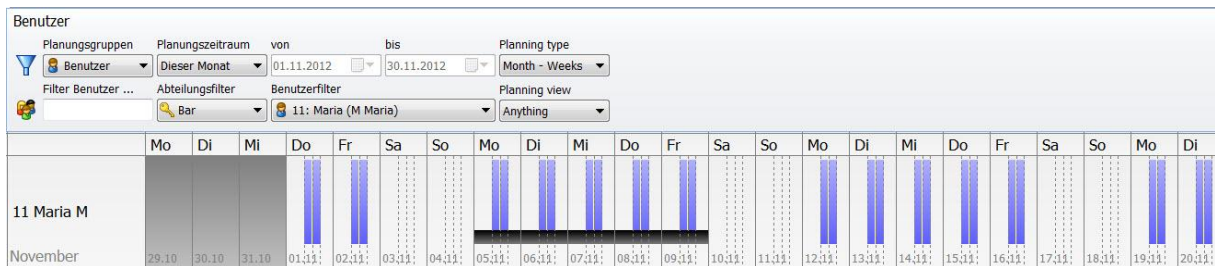 Benutzer
Planungsgruppen Planungszeitraum von bis Planning type
Benutzer Dieser Monat 01.11.2012 30.11.2012 Month - Weeks
Filter Benutzer ... Abteilungsfilter Benutzerfilter Planning view
Bar 11: Maria (M Maria) Anything
Mo Di Mi Do Fr Sa So Mo Di Mi Do Fr Sa So Mo Di Mi Do Fr Sa So Mo Di
11 Maria M
November 29.10 30.10 31.10 01.11 02.11 03.11 04.11 05.11 06.11 07.11 08.11 09.11 10.11 11.11 12.11 13.11 14.11 15.11 16.11 17.11 18.11 19.11 20.11